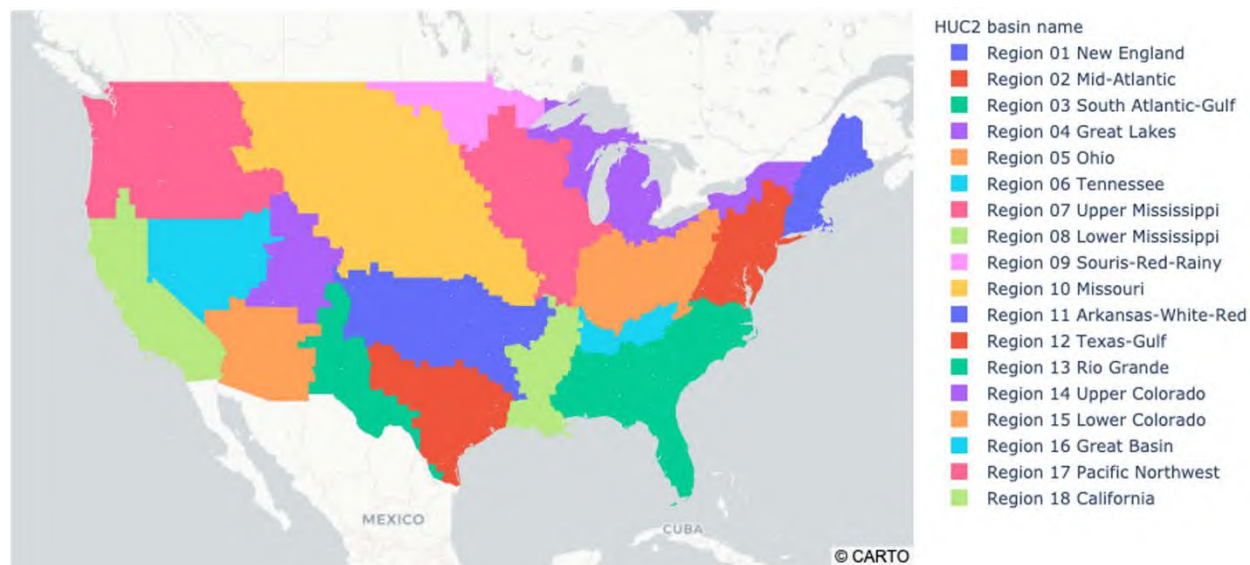 HUC2 basin name
Region 01 New England
Region 02 Mid-Atlantic
Region 03 South Atlantic-Gulf
Region 04 Great Lakes
Region 05 Ohio
Region 06 Tennessee
Region 07 Upper Mississippi
Region 08 Lower Mississippi
Region 09 Souris-Red-Rainy
Region 10 Missouri
Region 11 Arkansas-White-Red
Region 12 Texas-Gulf
Region 13 Rio Grande
Region 14 Upper Colorado
Region 15 Lower Colorado
Region 16 Great Basin
Region 17 Pacific Northwest
Region 18 California
MEXICO
CUBA
© CARTO